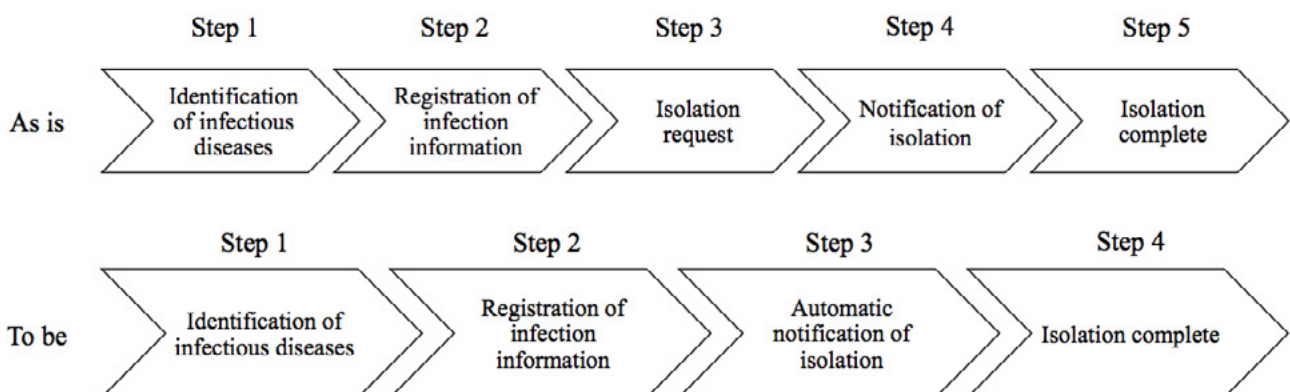 Step 1
Step 2
Step 3
Step 4
Step 5
As is
Identification
of infectious
diseases
Registration of
infection
information
Isolation
request
Notification of
isolation
Isolation
complete
Step 1
Step 2
Step 3
Step 4
To be
Identification of
infectious diseases
Registration of
infection
information
Automatic
notification of
isolation
Isolation complete